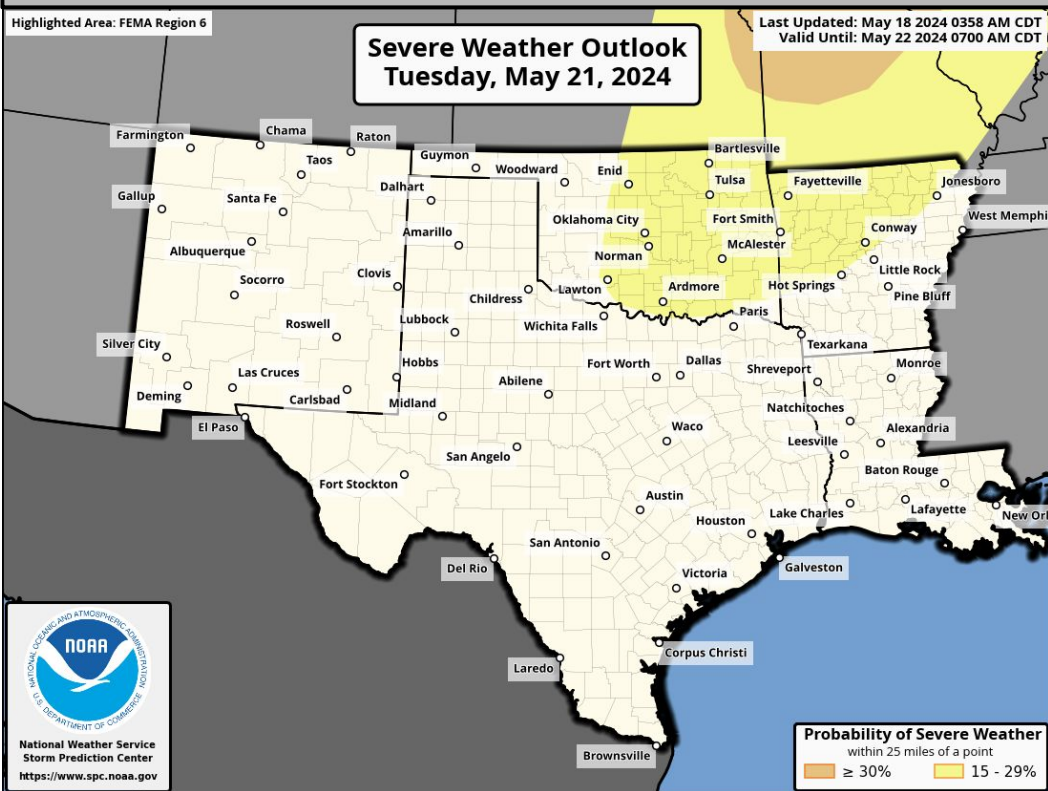 Highlighted Area: FEMA Region 6
Last Updated: May 18 2024 0358 AM CDT
Valid Until: May 22 2024 0700 AM CDT
Severe Weather Outlook
Tuesday, May 21, 2024
Farmington
Chama
Raton
Taos
Guymon
Woodward
Enid
Bartlesville
Tulsa
Fayetteville
Jonesboro
Gallup
Santa Fe
Dalhart
Oklahoma City
Fort Smith
West Memphi
Albuquerque
Amarillo
Norman
McAlester
Conway
Socorro
Clovis
Childress
Lawton
Ardmore
Hot Springs
Little Rock
Pine Bluff
Roswell
Lubbock
Wichita Falls
Paris
Texarkana
Silver City
Las Cruces
Hobbs
Fort Worth
Dallas
Shreveport
Monroe
Deming
Carlsbad
Midland
Abilene
Natchitoches
El Paso
San Angelo
Waco
Leesville
Alexandria
Fort Stockton
Baton Rouge
Austin
Houston
Lake Charles
Lafayette
New Orl
Del Rio
San Antonio
Victoria
Galveston
Laredo
Corpus Christi
Brownsville
NATIONAL OCEANIC AND ATMOSPHERIC ADMINISTRATION
NOAA
U.S. DEPARTMENT OF COMMERCE
National Weather Service
Storm Prediction Center
https://www.spc.noaa.gov
Probability of Severe Weather
within 25 miles of a point
≥ 30%
15 - 29%